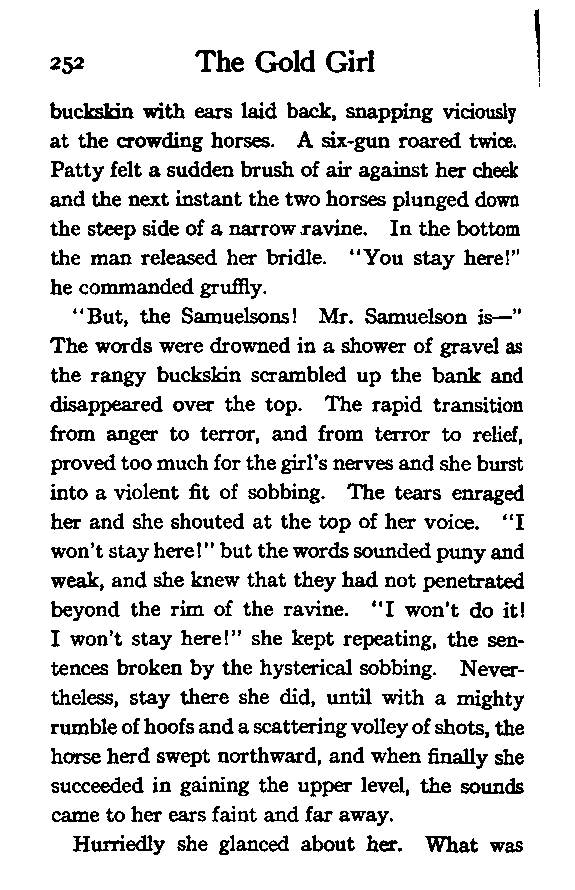 252 The Gold Girl
buckskin with ears laid back, snapping viciously
at the crowding horses. A six-gun roared twice.
Patty felt a sudden brush of air against her cheek
and the next instant the two horses plunged down
the steep side of a narrow ravine. In the bottom
the man released her bridle. "You stay here!"
he commanded gruffly.
"But, the Samuelsons! Mr. Samuelson is—"
The words were drowned in a shower of gravel as
the rangy buckskin scrambled up the bank and
disappeared over the top. The rapid transition
from anger to terror, and from terror to relief,
proved too much for the girl's nerves and she burst
into a violent fit of sobbing. The tears enraged
her and she shouted at the top of her voice. "I
won't stay here!" but the words sounded puny and
weak, and she knew that they had not penetrated
beyond the rim of the ravine. "I won't do it!
I won't stay here!" she kept repeating, the sen-
tences broken by the hysterical sobbing. Never-
theless, stay there she did, until with a mighty
rumble of hoofs and a scattering volley of shots, the
horse herd swept northward, and when finally she
succeeded in gaining the upper level, the sounds
came to her ears faint and far away.
Hurriedly she glanced about her. What was